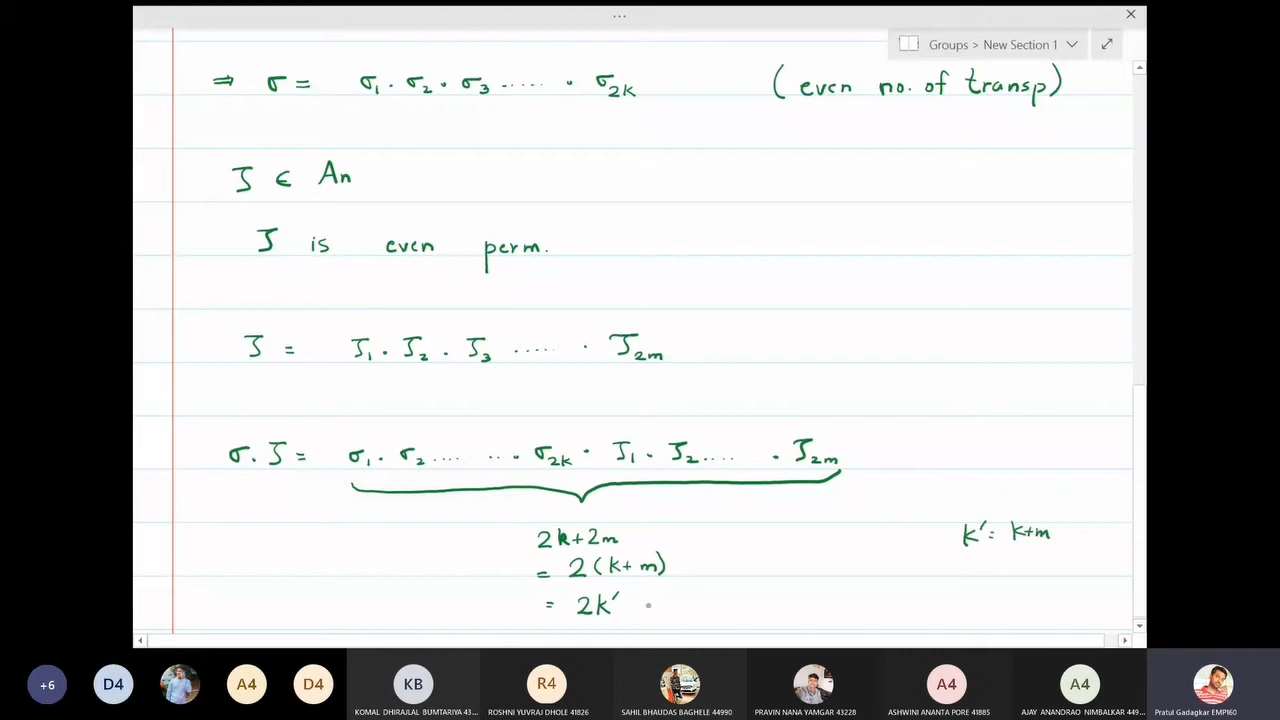 Groups > New Section 1
⇒ σ = σ₁ · σ₂ · σ₃ ..... · σ₂ₖ (even no. of transp)
τ ∈ An
τ is even perm.
τ = τ₁ · τ₂ · τ₃ ..... · τ₂ₘ
σ · τ = σ₁ · σ₂ .... .. · σ₂ₖ · τ₁ · τ₂ .... · τ₂ₘ
2k+2m
k' = k+m
= 2(k+m)
= 2k'
+6 D4 A4 D4 KB R4 A4 A4
KOMAL DHIRAJLAL BUMTARIYA 43... ROSHNI YUVRAJ DHOLE 41826 SAHIL BHAUDAS BAGHELE 44990 PRAVIN NANA YAMGAR 43228 ASHWINI ANANTA PORE 41885 AJAY ANANDRAO NIMBALKAR 449... Pratul Gadagkar EMP160